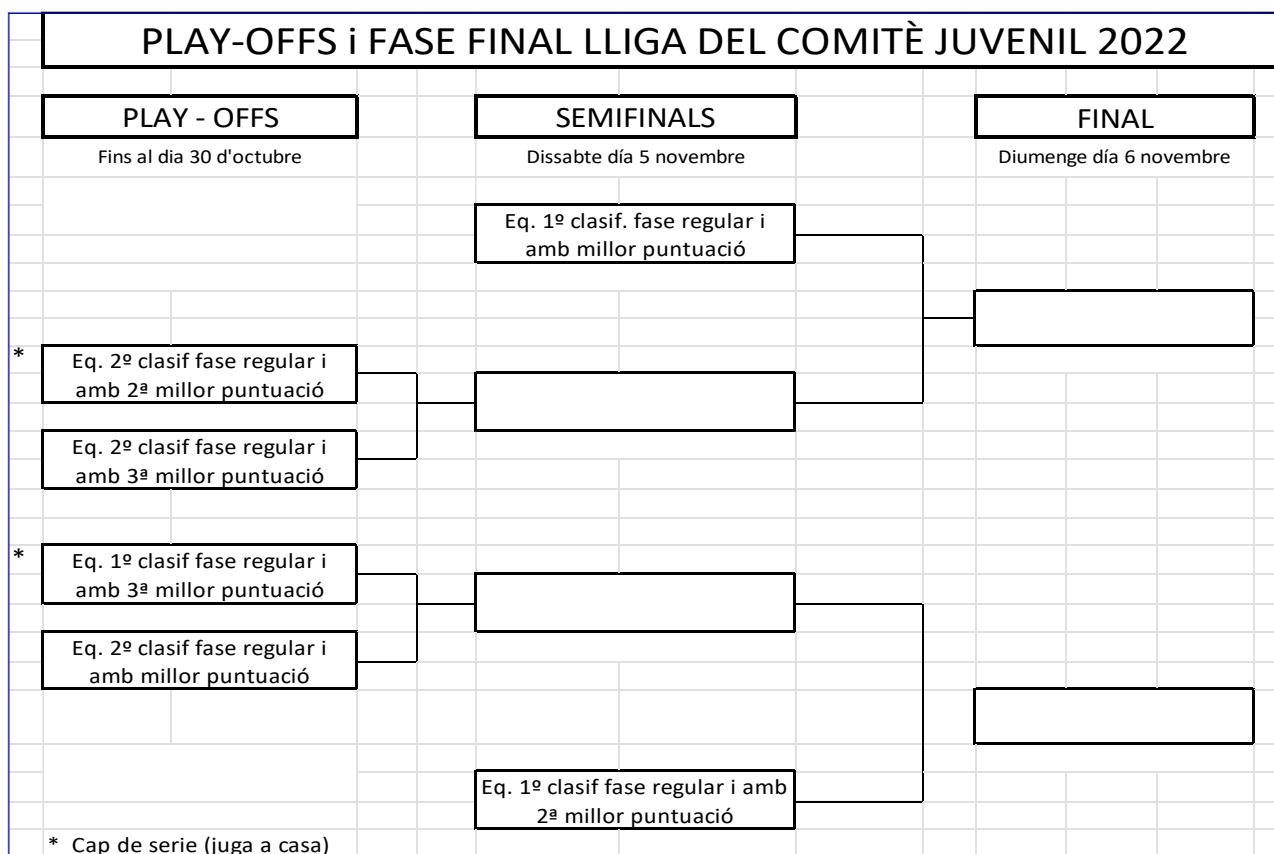 PLAY-OFFS i FASE FINAL LLIGA DEL COMITÈ JUVENIL 2022
PLAY - OFFS
Fins al dia 30 d'octubre
SEMIFINALS
Dissabte día 5 novembre
FINAL
Diumenge día 6 novembre
Eq. 1º clasif. fase regular i
amb millor puntuació
*
Eq. 2º clasif fase regular i
amb 2ª millor puntuació
Eq. 2º clasif fase regular i
amb 3ª millor puntuació
*
Eq. 1º clasif fase regular i
amb 3ª millor puntuació
Eq. 2º clasif fase regular i
amb millor puntuació
Eq. 1º clasif fase regular i amb
2ª millor puntuació
* Cap de serie (juga a casa)